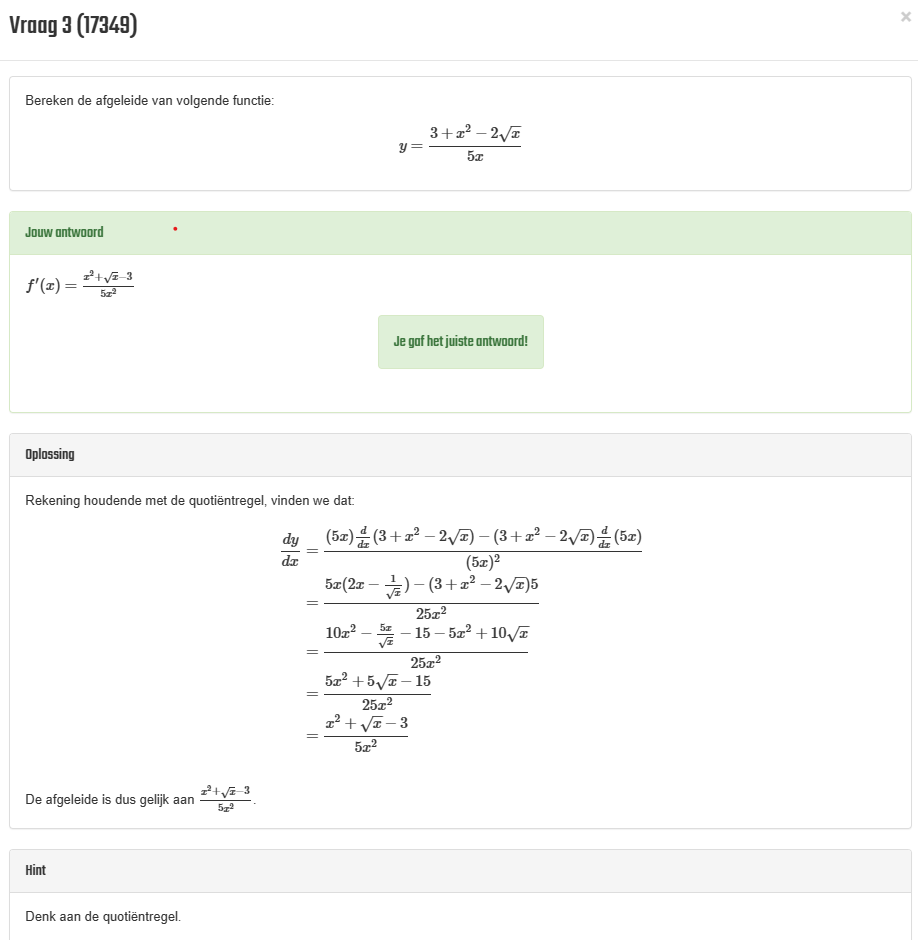 Vraag 3 (17349)
×
Bereken de afgeleide van volgende functie:
y = \frac{3 + x^2 - 2\sqrt{x}}{5x}
Jouw antwoord
f'(x) = \frac{x^2+\sqrt{x}-3}{5x^2}
Je gaf het juiste antwoord!
Oplossing
Rekening houdende met de quotiëntregel, vinden we dat:
\frac{dy}{dx} = \frac{(5x)\frac{d}{dx}(3 + x^2 - 2\sqrt{x}) - (3 + x^2 - 2\sqrt{x})\frac{d}{dx}(5x)}{(5x)^2}
= \frac{5x(2x - \frac{1}{\sqrt{x}}) - (3 + x^2 - 2\sqrt{x})5}{25x^2}
= \frac{10x^2 - \frac{5x}{\sqrt{x}} - 15 - 5x^2 + 10\sqrt{x}}{25x^2}
= \frac{5x^2 + 5\sqrt{x} - 15}{25x^2}
= \frac{x^2 + \sqrt{x} - 3}{5x^2}
De afgeleide is dus gelijk aan \frac{x^2+\sqrt{x}-3}{5x^2}.
Hint
Denk aan de quotiëntregel.